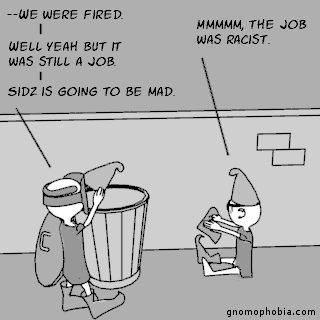 --WE WERE FIRED.
WELL YEAH BUT IT
WAS STILL A JOB.
SIDZ IS GOING TO BE MAD.
MMMMM, THE JOB
WAS RACIST.
C
gnomophobia.com